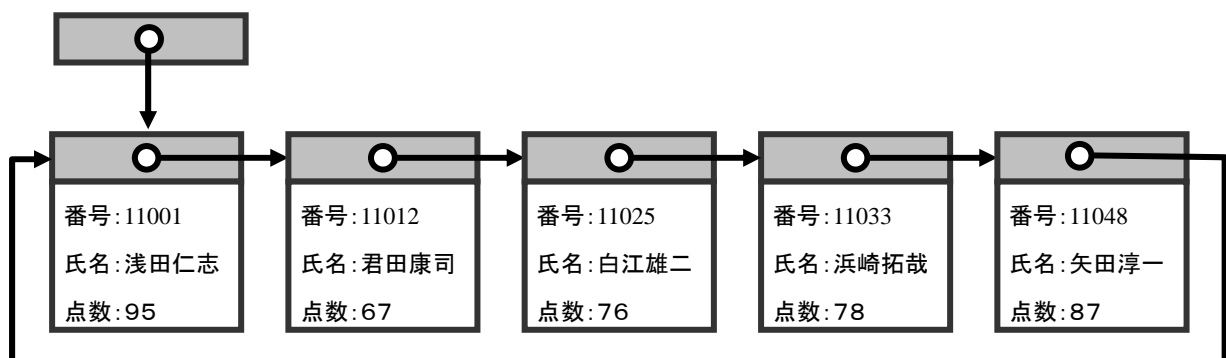 番号:11001
氏名:浅田仁志
点数:95
番号:11012
氏名:君田康司
点数:67
番号:11025
氏名:白江雄二
点数:76
番号:11033
氏名:浜崎拓哉
点数:78
番号:11048
氏名:矢田淳一
点数:87